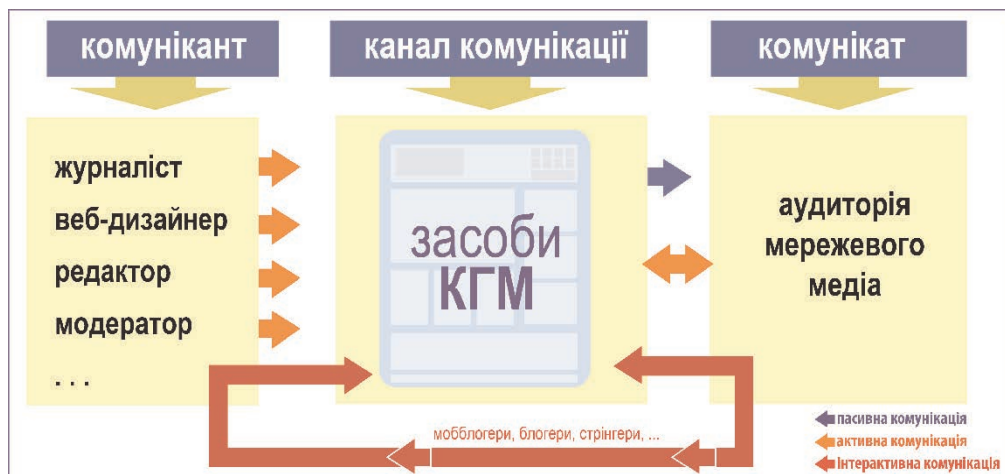 комунікант
канал комунікації
комунікат
журналіст
веб-дизайнер
редактор
модератор
. . .
засоби
КГМ
аудиторія
мережевого
медіа
мобблогери, блогери, стрінгери, ...
пасивна комунікація
активна комунікація
інтерактивна комунікація